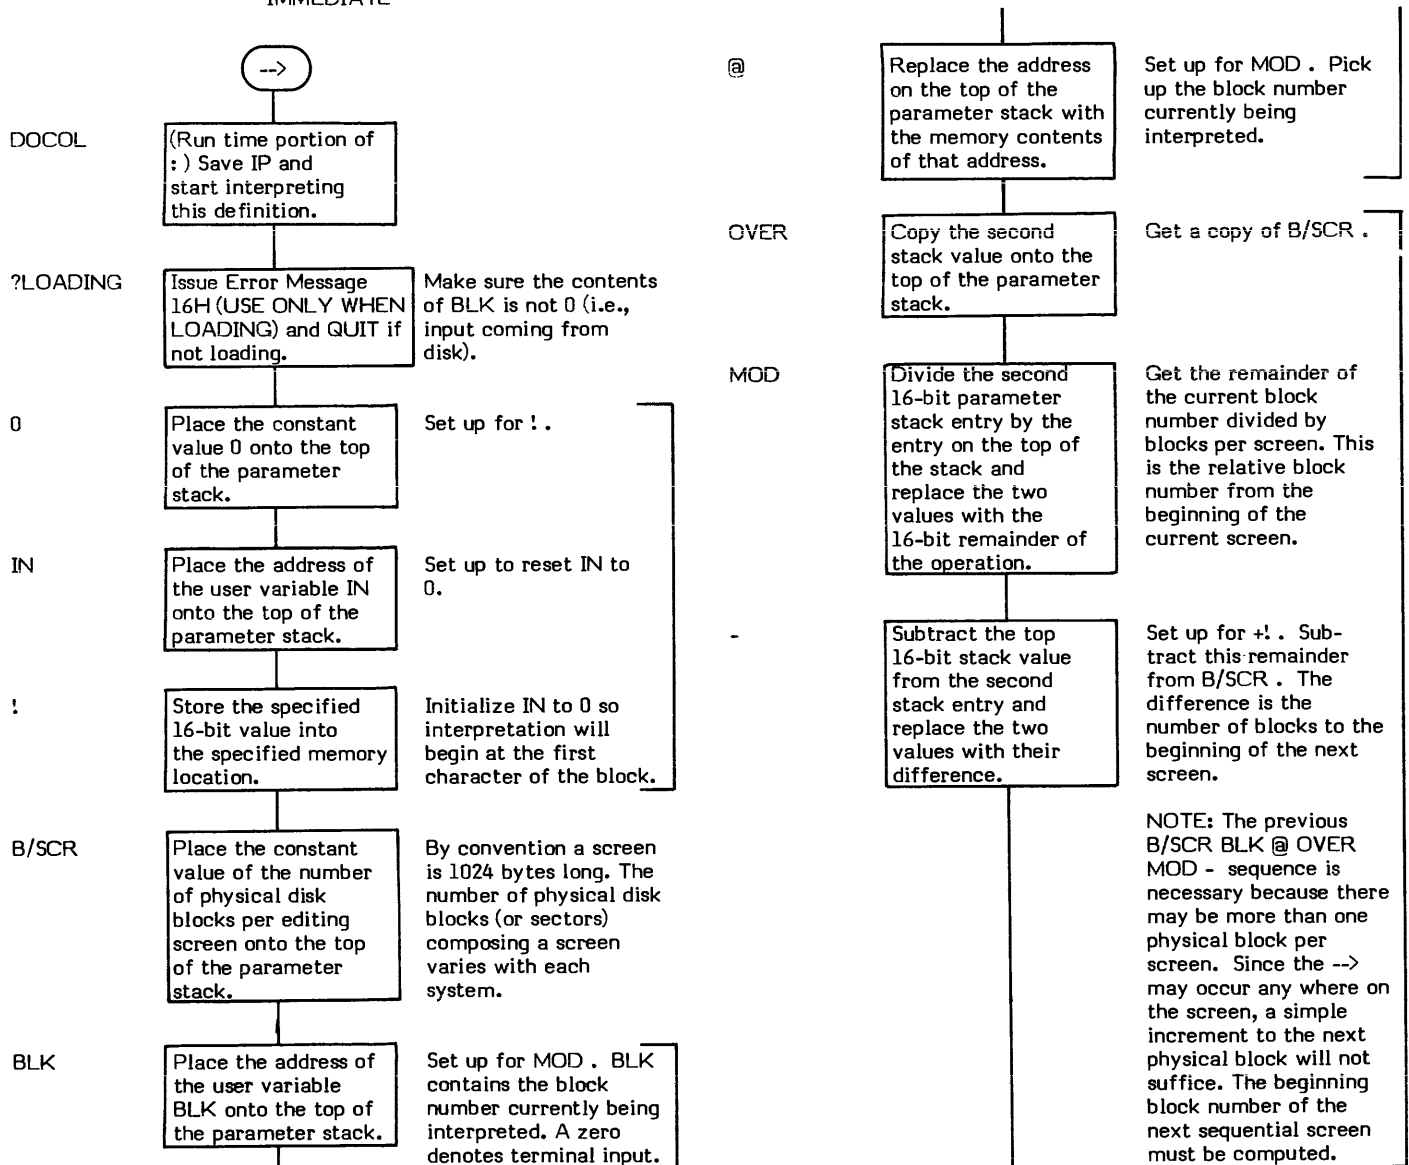 IMMEDIATE
-->
DOCOL
(Run time portion of
: ) Save IP and
start interpreting
this definition.
?LOADING
Issue Error Message
16H (USE ONLY WHEN
LOADING) and QUIT if
not loading.
Make sure the contents
of BLK is not 0 (i.e.,
input coming from
disk).
0
Place the constant
value 0 onto the top
of the parameter
stack.
Set up for ! .
IN
Place the address of
the user variable IN
onto the top of the
parameter stack.
Set up to reset IN to
0.
!
Store the specified
16-bit value into
the specified memory
location.
Initialize IN to 0 so
interpretation will
begin at the first
character of the block.
B/SCR
Place the constant
value of the number
of physical disk
blocks per editing
screen onto the top
of the parameter
stack.
By convention a screen
is 1024 bytes long. The
number of physical disk
blocks (or sectors)
composing a screen
varies with each
system.
BLK
Place the address of
the user variable
BLK onto the top of
the parameter stack.
Set up for MOD . BLK
contains the block
number currently being
interpreted. A zero
denotes terminal input.
@
Replace the address
on the top of the
parameter stack with
the memory contents
of that address.
Set up for MOD . Pick
up the block number
currently being
interpreted.
OVER
Copy the second
stack value onto the
top of the parameter
stack.
Get a copy of B/SCR .
MOD
Divide the second
16-bit parameter
stack entry by the
entry on the top of
the stack and
replace the two
values with the
16-bit remainder of
the operation.
Get the remainder of
the current block
number divided by
blocks per screen. This
is the relative block
number from the
beginning of the
current screen.
-
Subtract the top
16-bit stack value
from the second
stack entry and
replace the two
values with their
difference.
Set up for +! . Sub-
tract this remainder
from B/SCR . The
difference is the
number of blocks to the
beginning of the next
screen.
NOTE: The previous
B/SCR BLK @ OVER
MOD - sequence is
necessary because there
may be more than one
physical block per
screen. Since the -->
may occur any where on
the screen, a simple
increment to the next
physical block will not
suffice. The beginning
block number of the
next sequential screen
must be computed.